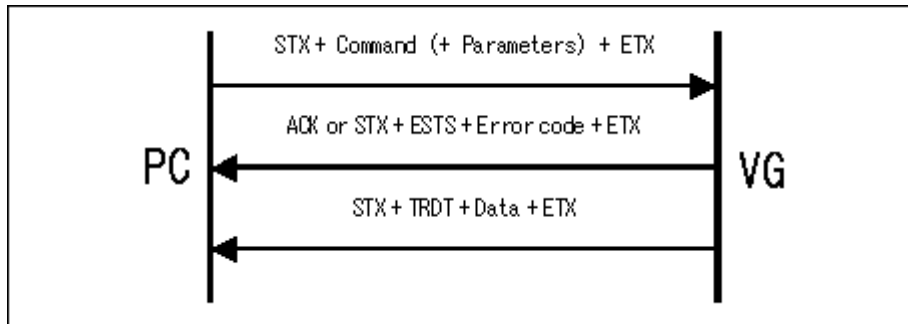 STX + Command (+ Parameters) + ETX
ACK or STX + ESTS + Error code + ETX
PC
VG
STX + TRDT + Data + ETX